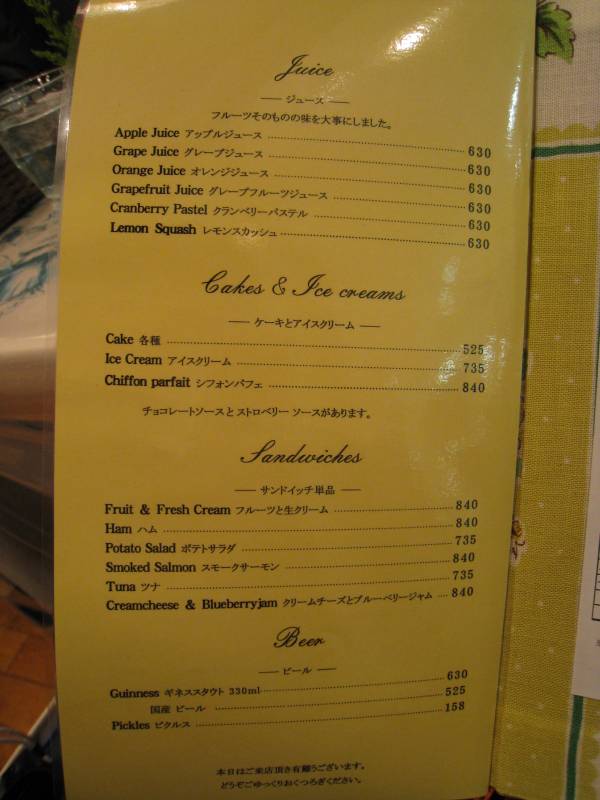 Juice
ジュース
フルーツそのものの味を大事にしました。
Apple Juice アップルジュース 630
Grape Juice グレープジュース 630
Orange Juice オレンジジュース 630
Grapefruit Juice グレープフルーツジュース 630
Cranberry Pastel クランベリーパステル 630
Lemon Squash レモンスカッシュ 630
Cakes & Ice creams
ケーキとアイスクリーム
Cake 各種 525
Ice Cream アイスクリーム 735
Chiffon parfait シフォンパフェ 840
チョコレートソースとストロベリーソースがあります。
Sandwiches
サンドイッチ単品
Fruit & Fresh Cream フルーツと生クリーム 840
Ham ハム 840
Potato Salad ポテトサラダ 735
Smoked Salmon スモークサーモン 840
Tuna ツナ 735
Creamcheese & Blueberryjam クリームチーズとブルーベリージャム 840
Beer
ビール
Guinness ギネススタウト 330ml 630
国産 ビール 525
Pickles ピクルス 158
本日はご来店頂き有難うございます。
どうぞごゆっくりおくつろぎください。